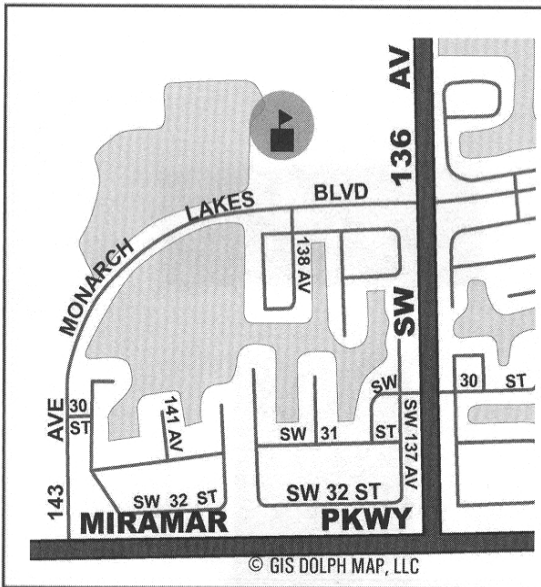 AV
136
SW
MONARCH LAKES BLVD
138 AV
AVE
143
30
ST
141 AV
SW 31 ST
SW 30 ST
SW 137 AV
SW 32 ST
SW 32 ST
MIRAMAR PKWY
© GIS DOLPH MAP, LLC